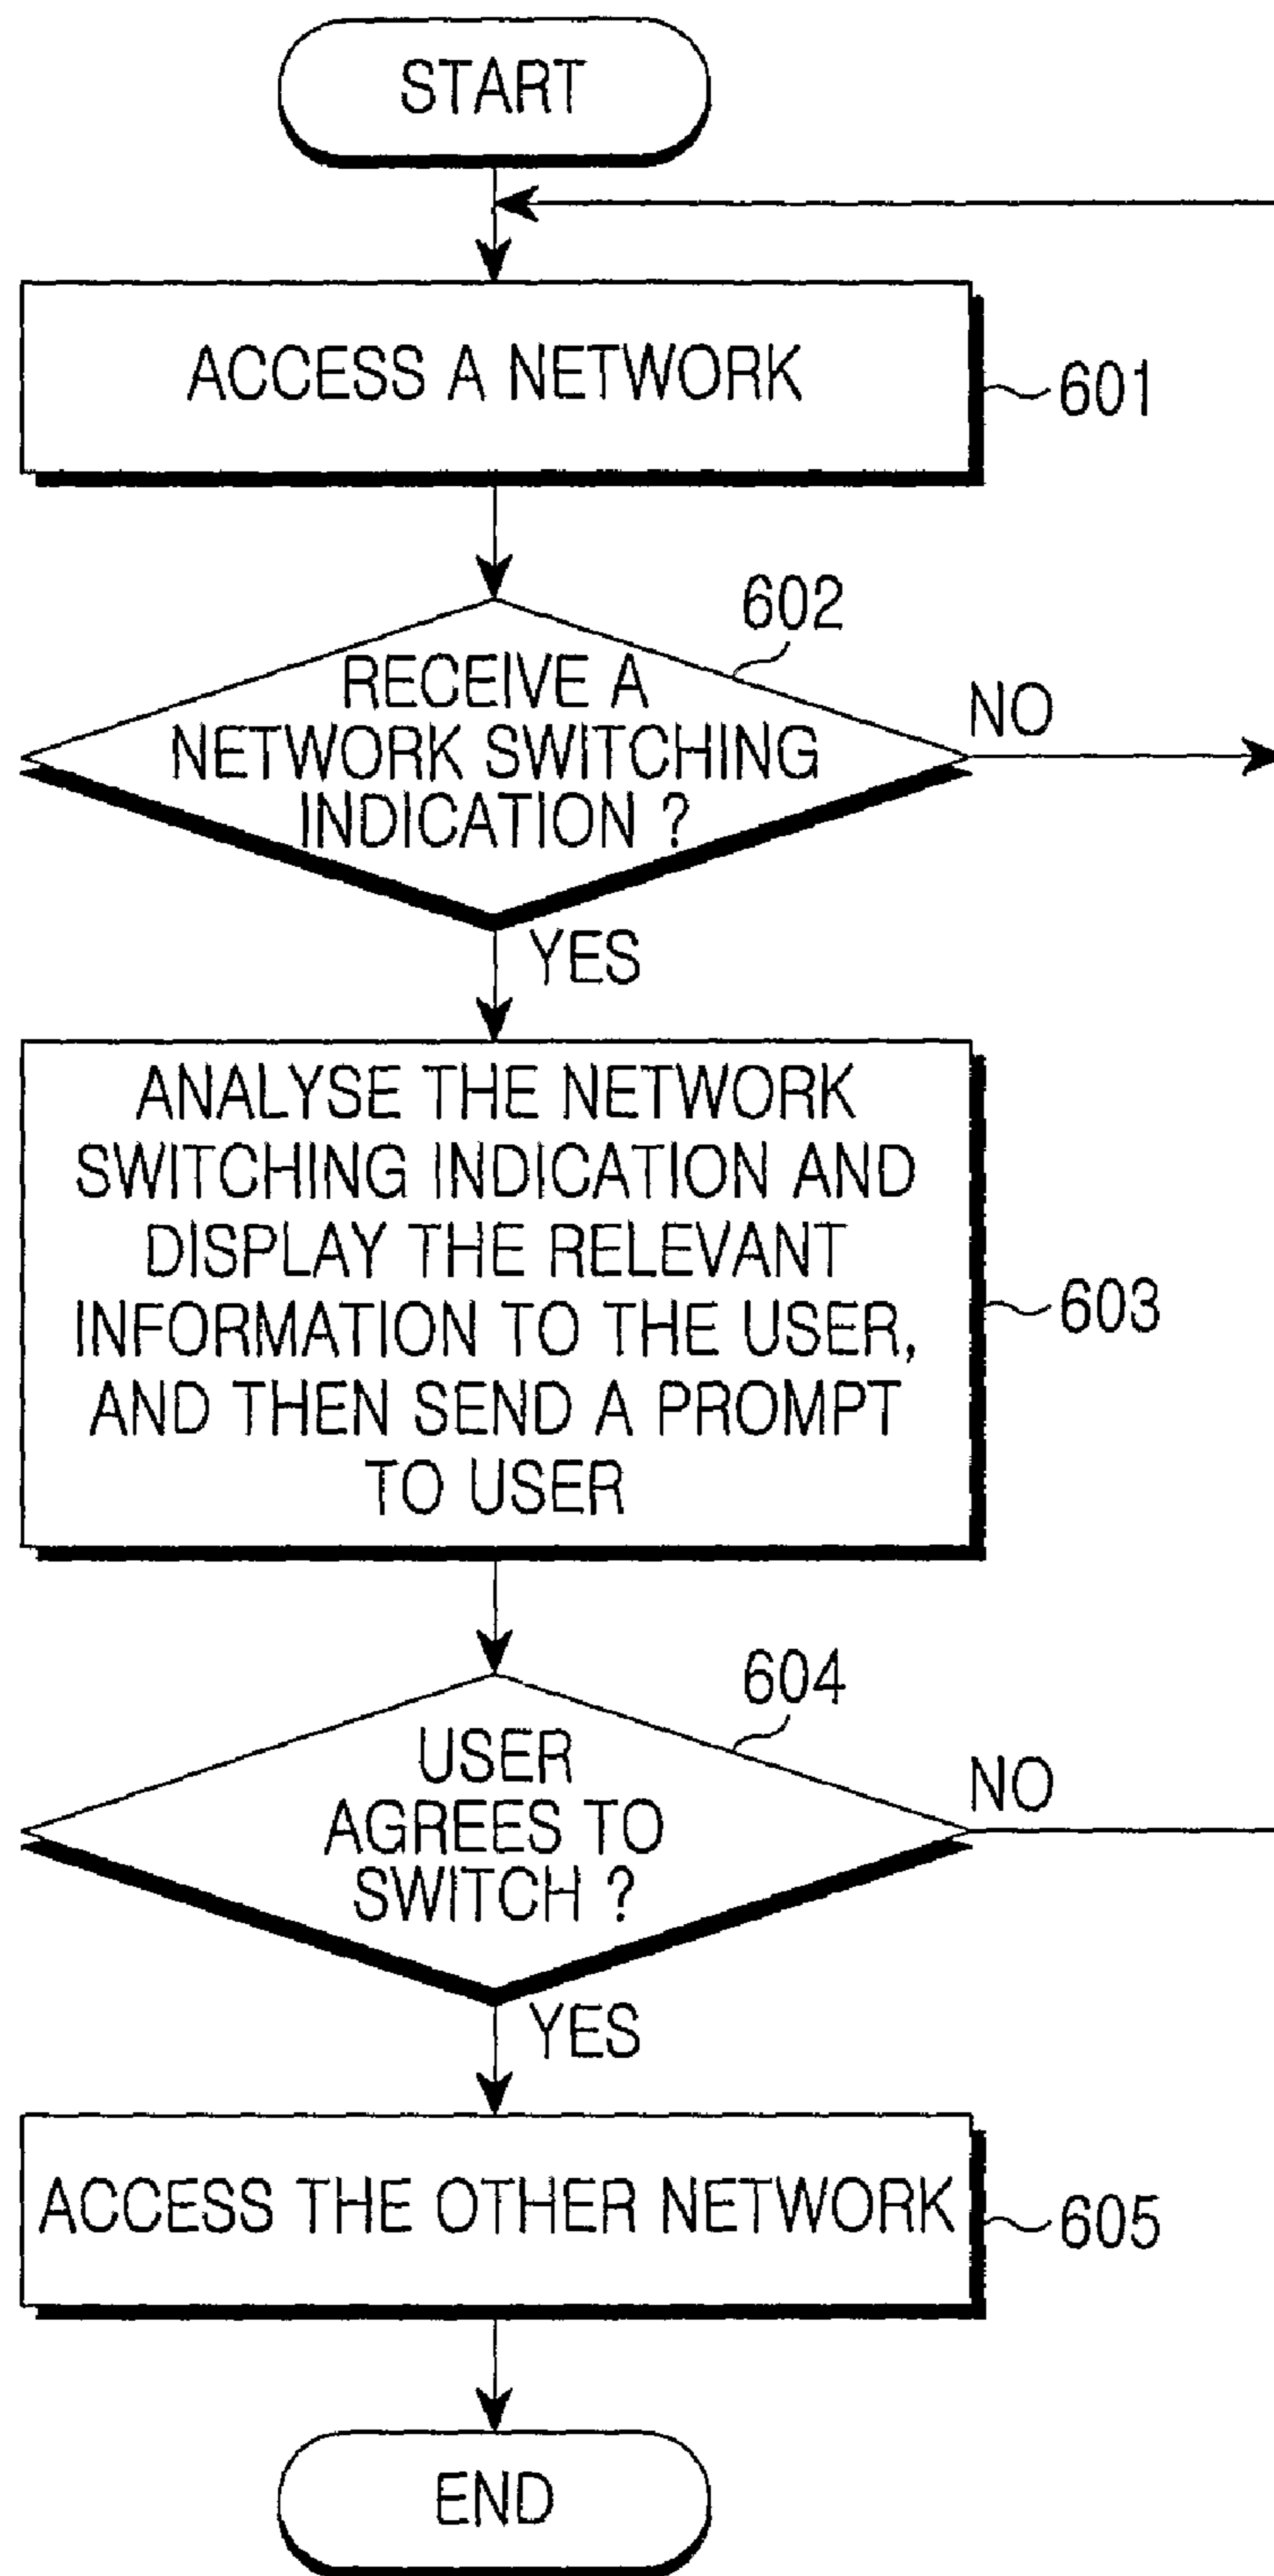 START
ACCESS A NETWORK
601
602
RECEIVE A
NETWORK SWITCHING
INDICATION ?
NO
YES
ANALYSE THE NETWORK
SWITCHING INDICATION AND
DISPLAY THE RELEVANT
INFORMATION TO THE USER,
AND THEN SEND A PROMPT
TO USER
603
604
USER
AGREES TO
SWITCH ?
NO
YES
ACCESS THE OTHER NETWORK
605
END